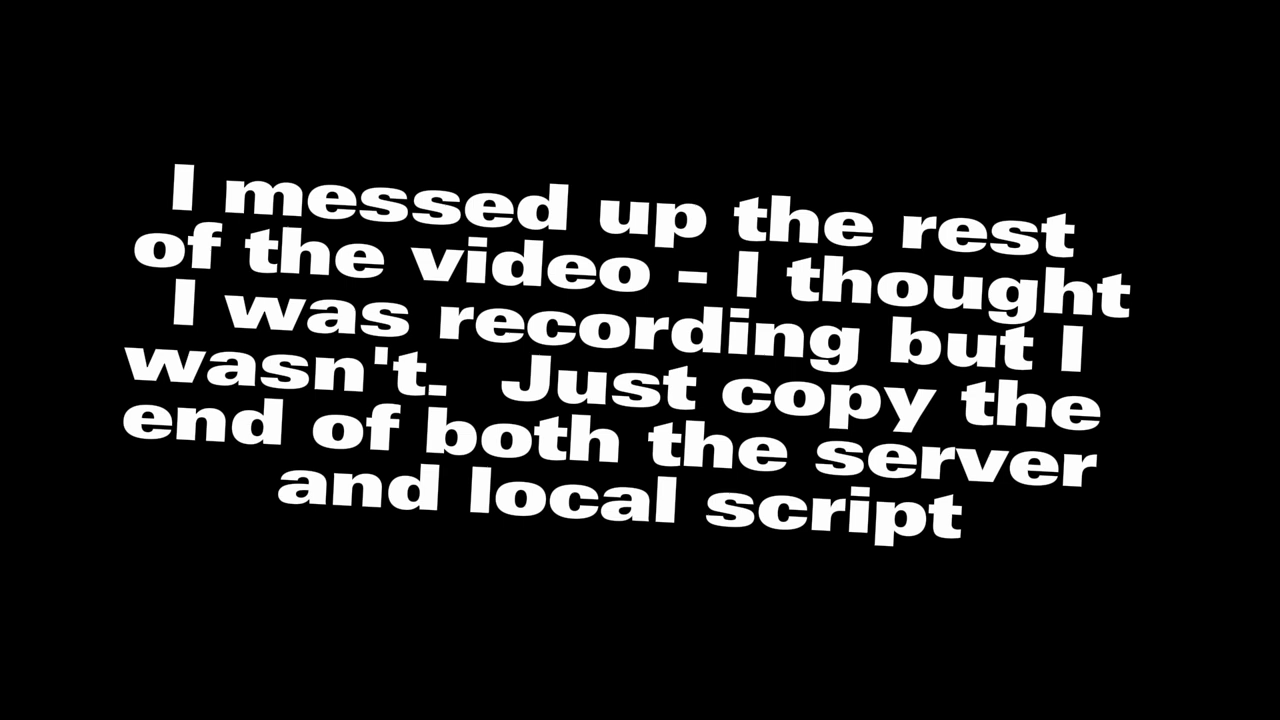 I messed up the rest
of the video - I thought
I was recording but I
wasn't.  Just copy the
end of both the server
and local script